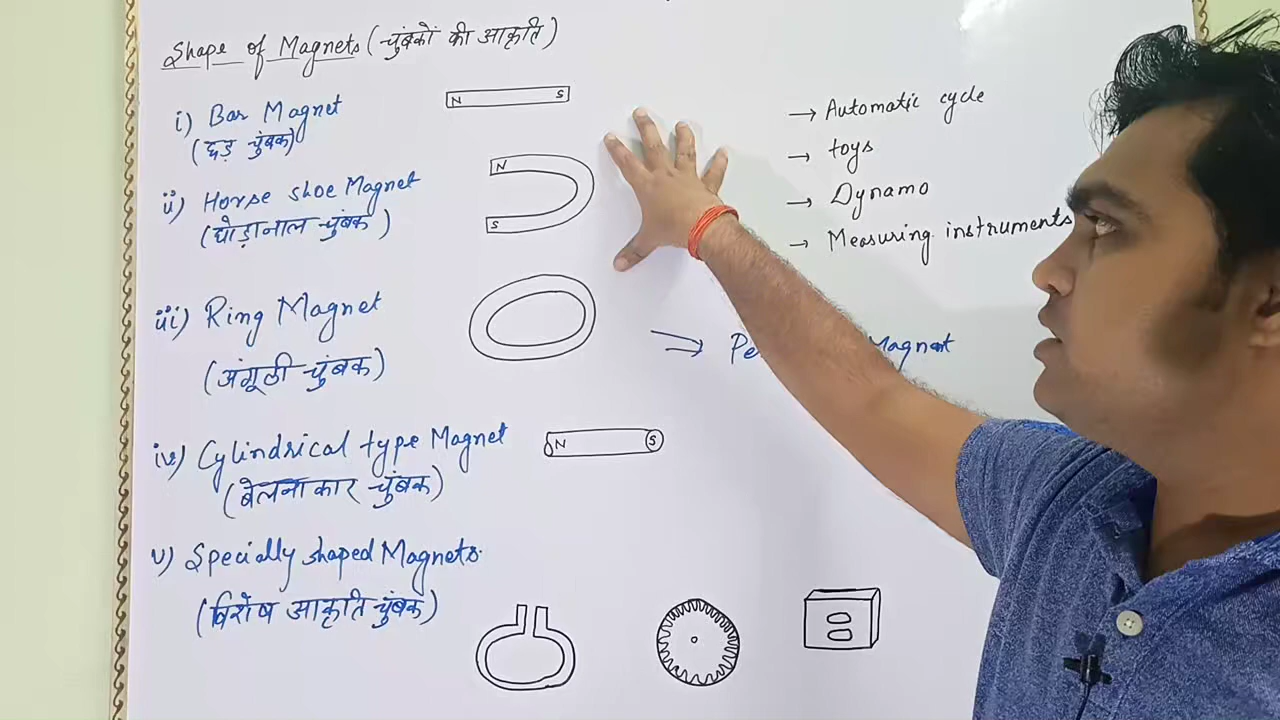 Shape of Magnets (चुंबकों की आकृति)
i) Bar Magnet
(छड़ चुंबक)
N S
ii) Horse shoe Magnet
(घोड़ानाल चुंबक)
N
S
iii) Ring Magnet
(अंगूठी चुंबक)
iv) Cylindrical type Magnet
(बेलनाकार चुंबक)
N S
v) Specially shaped Magnets.
(विशेष आकृति चुंबक)
→ Automatic cycle
→ toys
→ Dynamo
→ Measuring instruments
Magnet